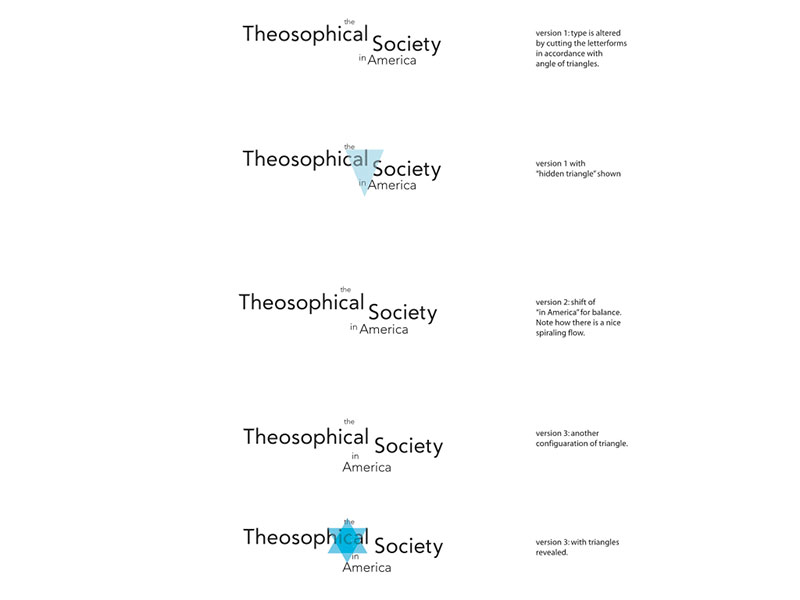 the
Theosophical
Society
in America
version 1: type is altered
by cutting the letterforms
in accordance with
angle of triangles.
the
Theosophical
Society
in America
version 1 with
"hidden triangle" shown
the
Theosophical
Society
in America
version 2: shift of
"in America" for balance.
Note how there is a nice
spiraling flow.
the
Theosophical
Society
in
America
version 3: another
configuaration of triangle.
the
Theosophical
Society
in
America
version 3: with triangles
revealed.